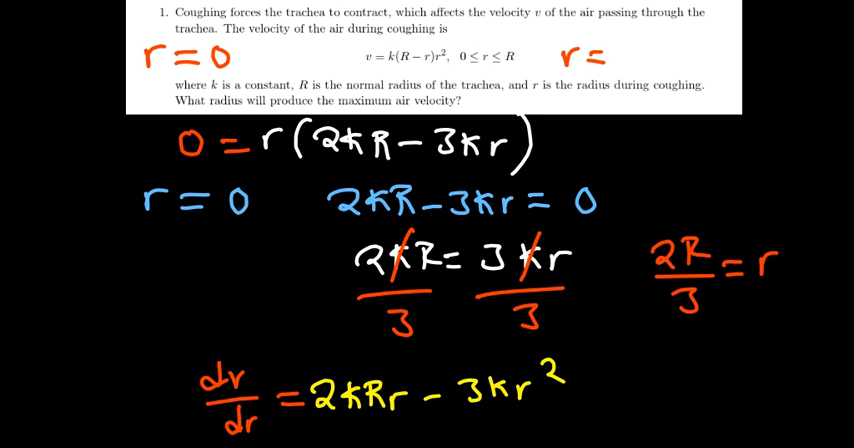 1. Coughing forces the trachea to contract, which affects the velocity v of the air passing through the
trachea. The velocity of the air during coughing is
r = 0
v = k(R − r)r², 0 ≤ r ≤ R
r =
where k is a constant, R is the normal radius of the trachea, and r is the radius during coughing.
What radius will produce the maximum air velocity?
0 = r(2kR − 3kr)
r = 0 2kR − 3kr = 0
2kR = 3kr
3 3
2R/3 = r
dv/dr = 2kRr − 3kr²